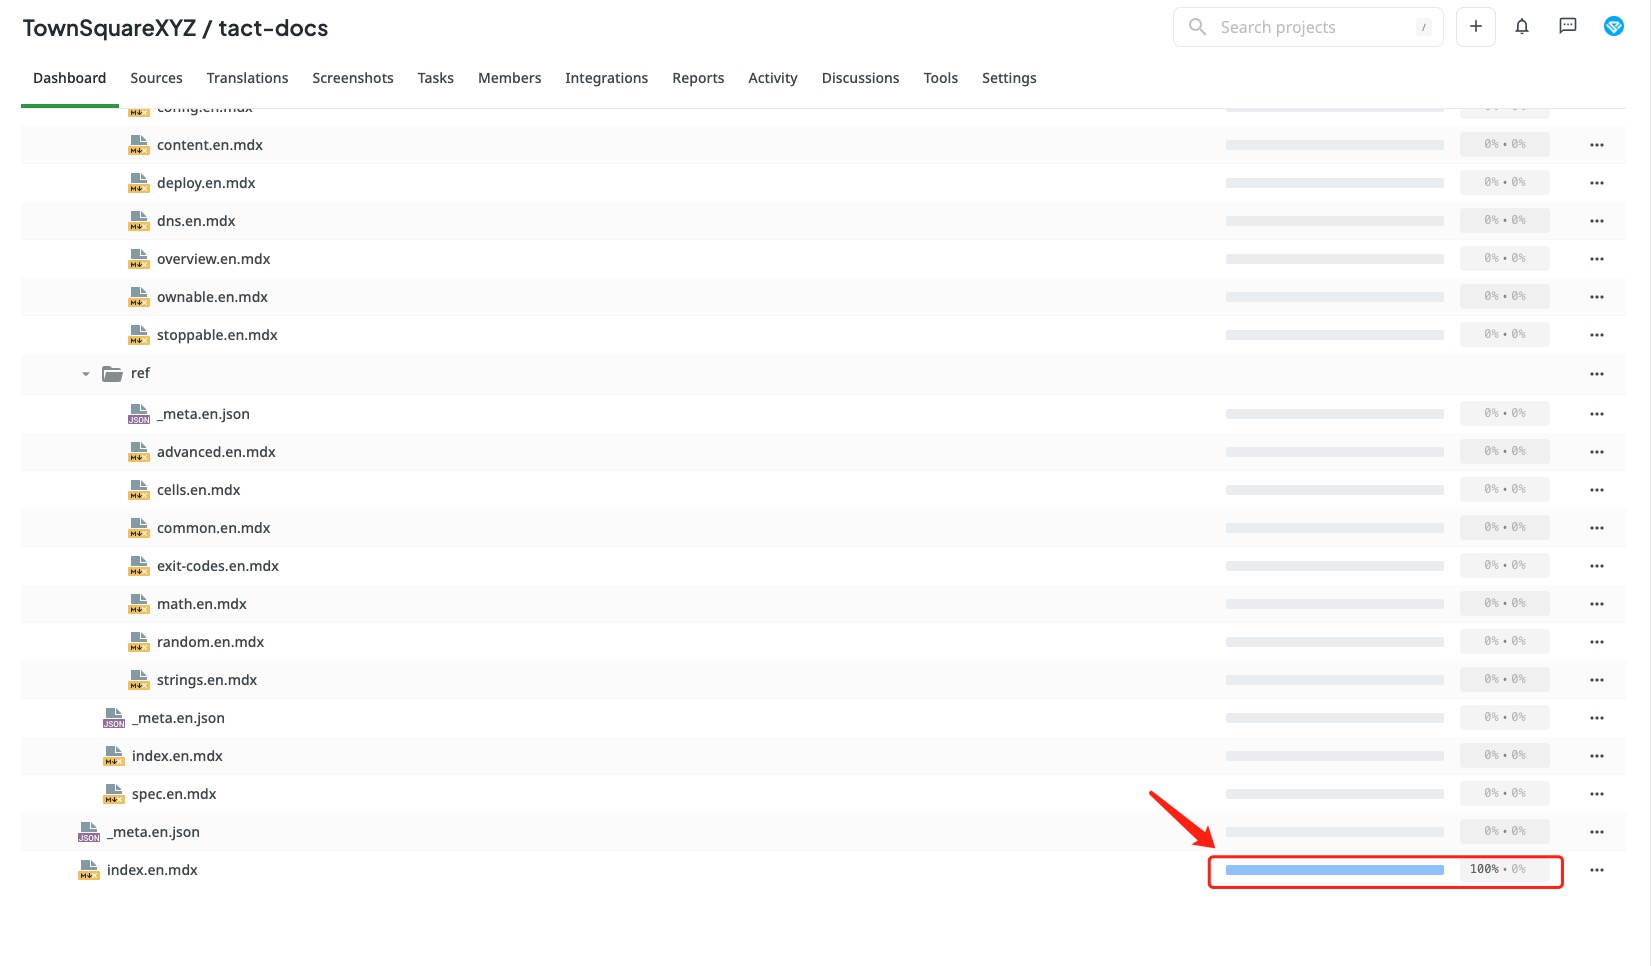 TownSquareXYZ / tact-docs
Search projects
/
Dashboard Sources Translations Screenshots Tasks Members Integrations Reports Activity Discussions Tools Settings
config.en.mdx
content.en.mdx 0% • 0%
deploy.en.mdx 0% • 0%
dns.en.mdx 0% • 0%
overview.en.mdx 0% • 0%
ownable.en.mdx 0% • 0%
stoppable.en.mdx 0% • 0%
ref
_meta.en.json 0% • 0%
advanced.en.mdx 0% • 0%
cells.en.mdx 0% • 0%
common.en.mdx 0% • 0%
exit-codes.en.mdx 0% • 0%
math.en.mdx 0% • 0%
random.en.mdx 0% • 0%
strings.en.mdx 0% • 0%
_meta.en.json 0% • 0%
index.en.mdx 0% • 0%
spec.en.mdx 0% • 0%
_meta.en.json 0% • 0%
index.en.mdx 100% • 0%